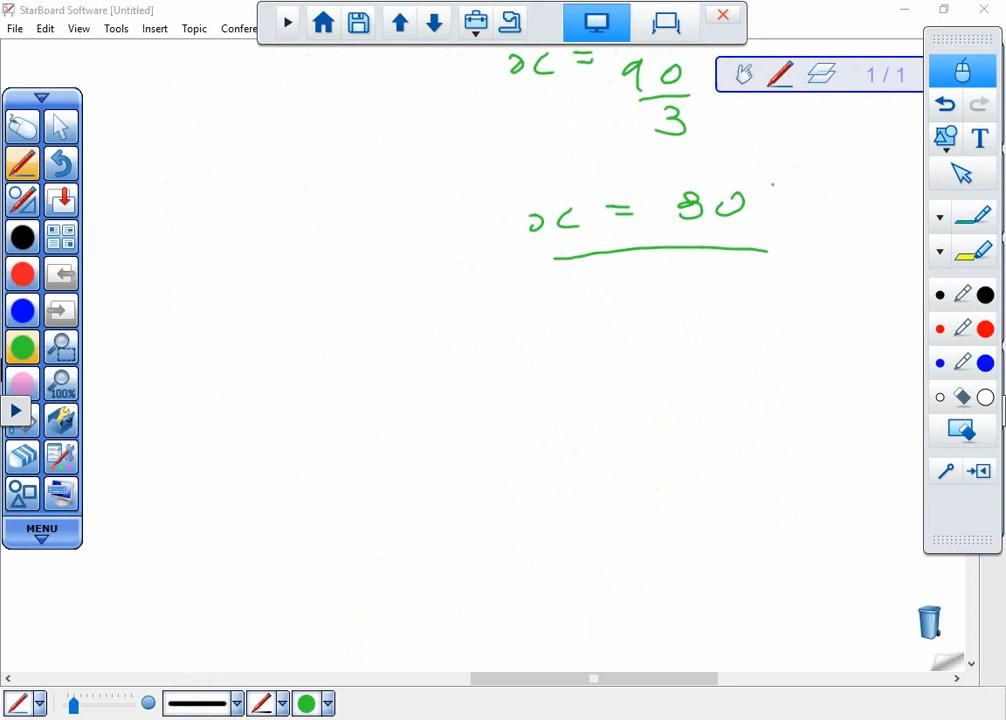 StarBoard Software [Untitled]
File Edit View Tools Insert Topic Confere
1 / 1
x = 90
3
x = 30
T
100%
MENU